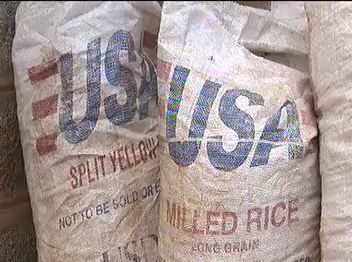 USA
SPLIT YELLOW
NOT TO BE SOLD OR E
USA
MILLED RICE
LONG GRAIN